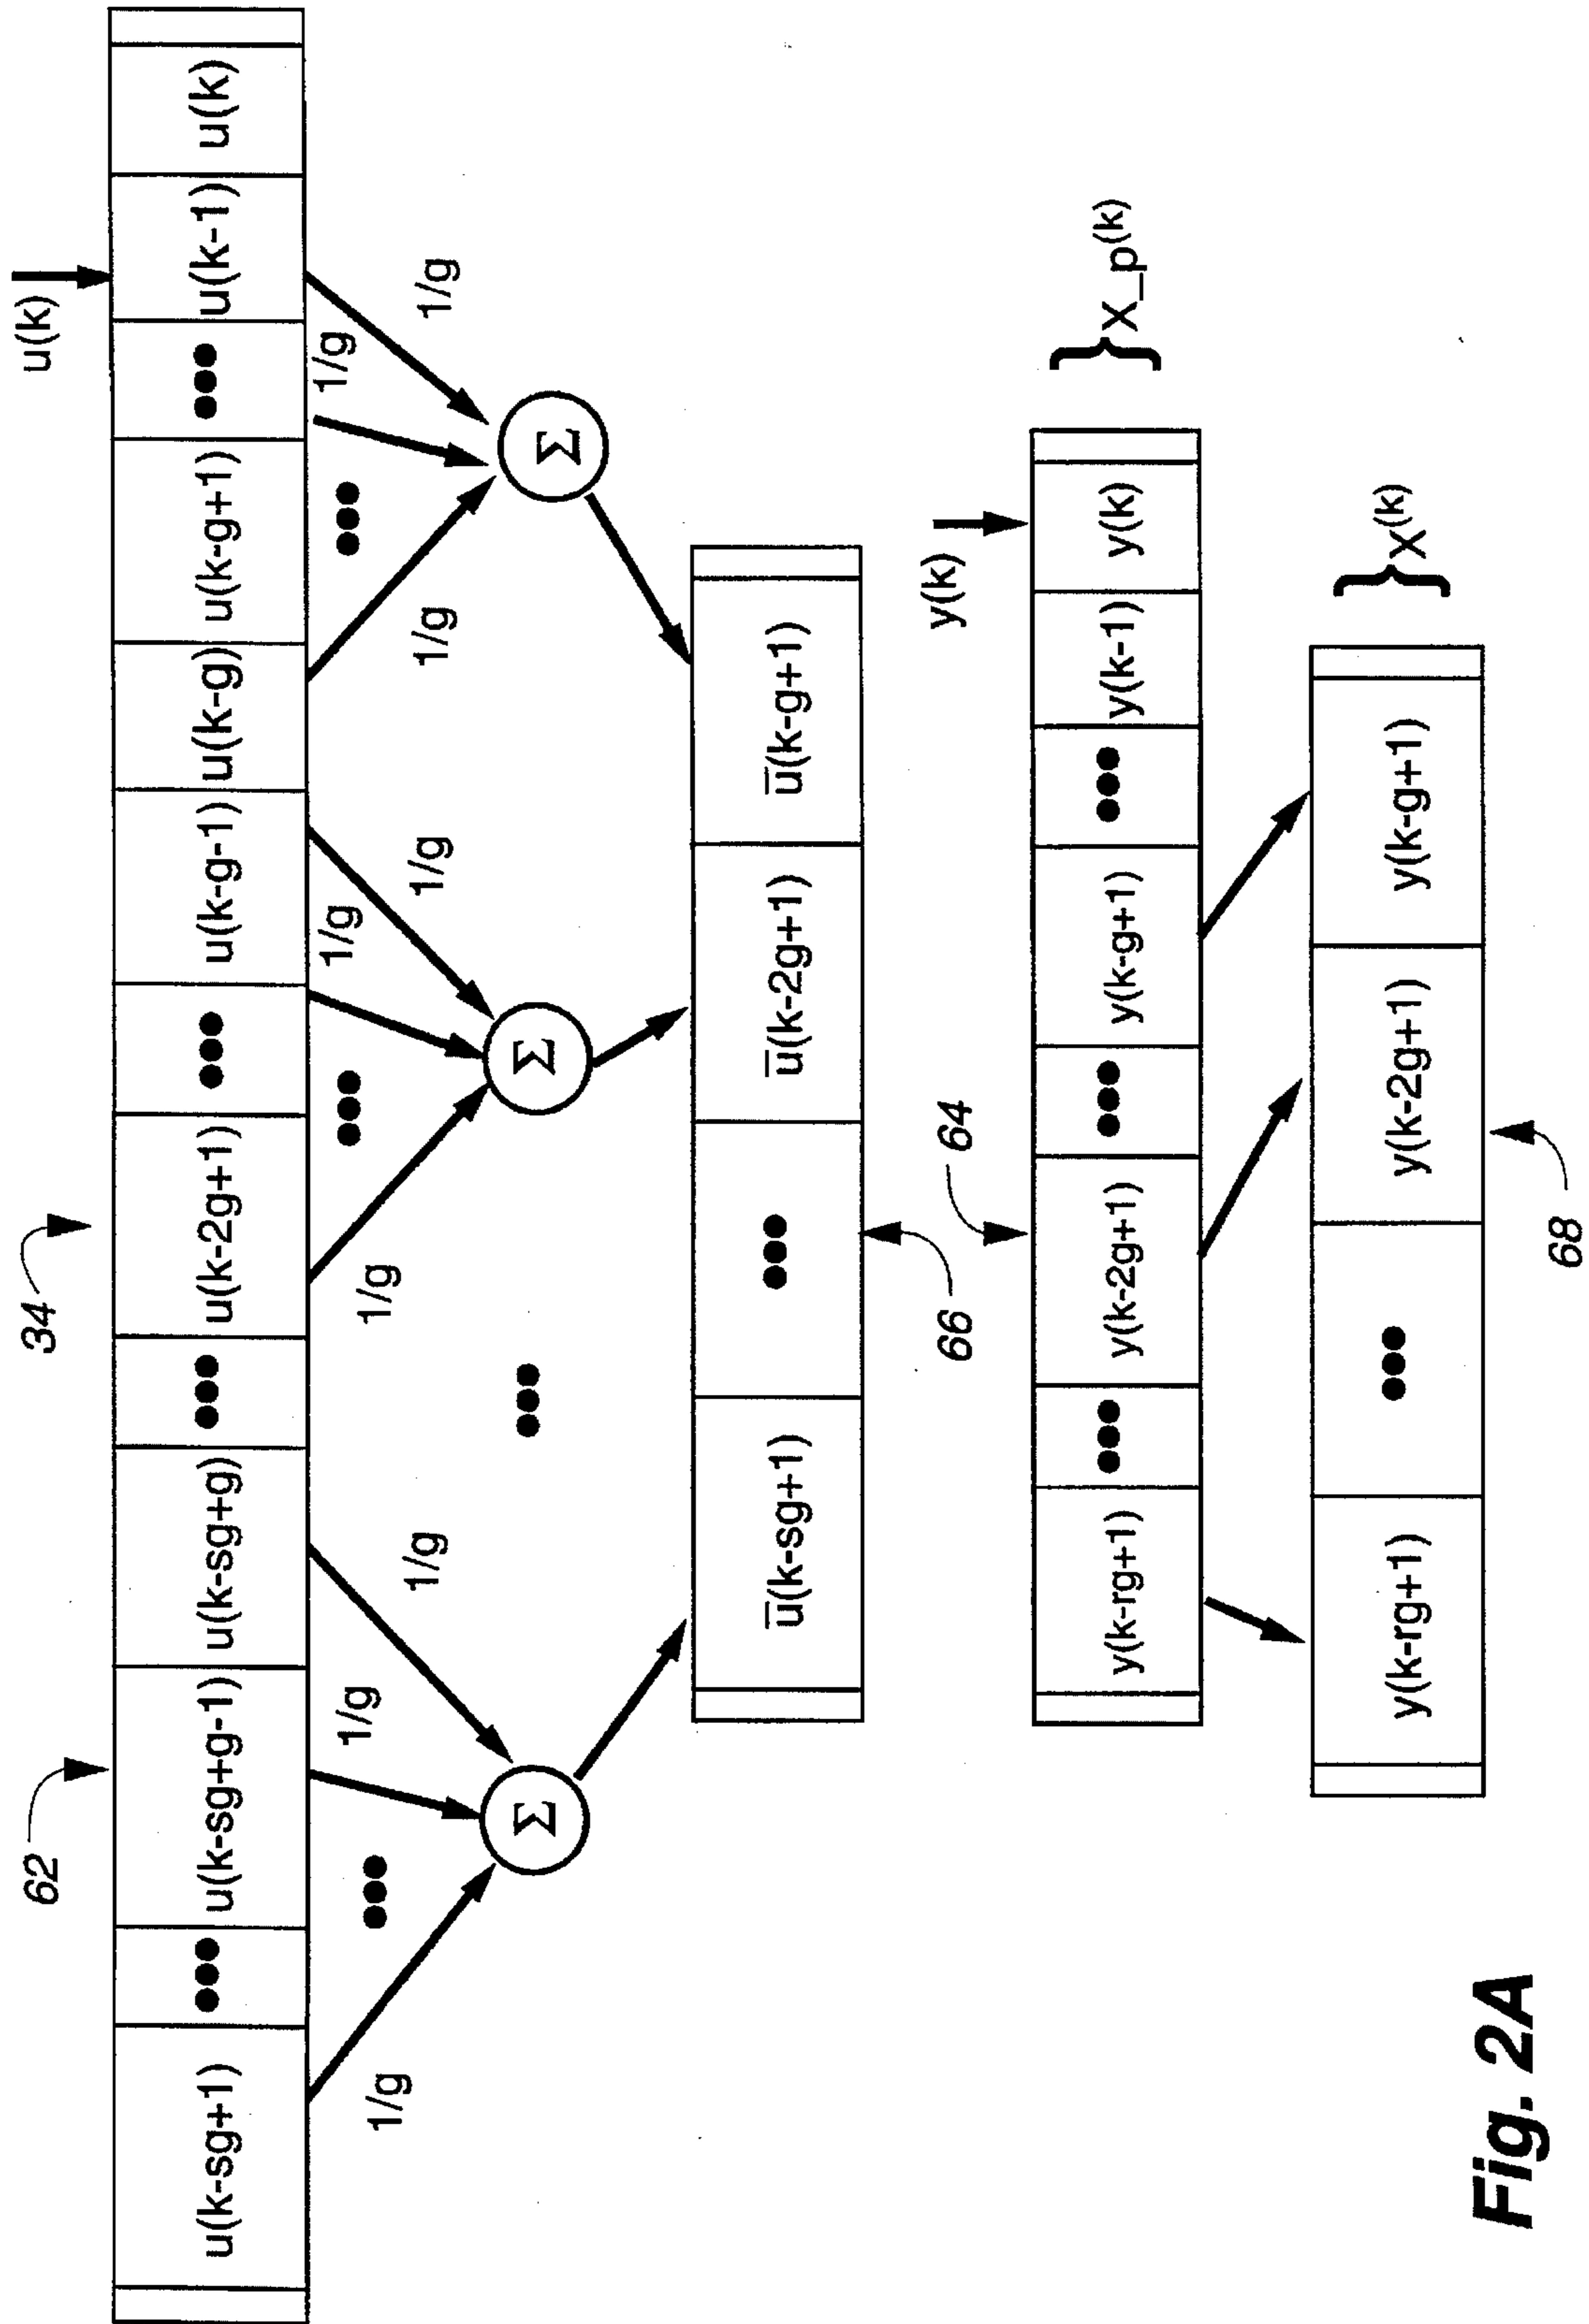 34
62
u(k)
u(k-sg+1) ●●● u(k-sg+g-1) u(k-sg+g) ●●● u(k-2g+1) ●●● u(k-g-1) u(k-g) u(k-g+1) ●●● u(k-1) u(k)
1/g 1/g 1/g 1/g 1/g 1/g 1/g 1/g 1/g
●●● ●●● ●●●
Σ ●●● Σ Σ
ū(k-sg+1) ●●● ū(k-2g+1) ū(k-g+1)
66
64
y(k)
y(k-rg+1) ●●● y(k-2g+1) ●●● y(k-g+1) ●●● y(k-1) y(k) } X_p(k)
y(k-rg+1) ●●● y(k-2g+1) y(k-g+1) } X(k)
68
Fig. 2A